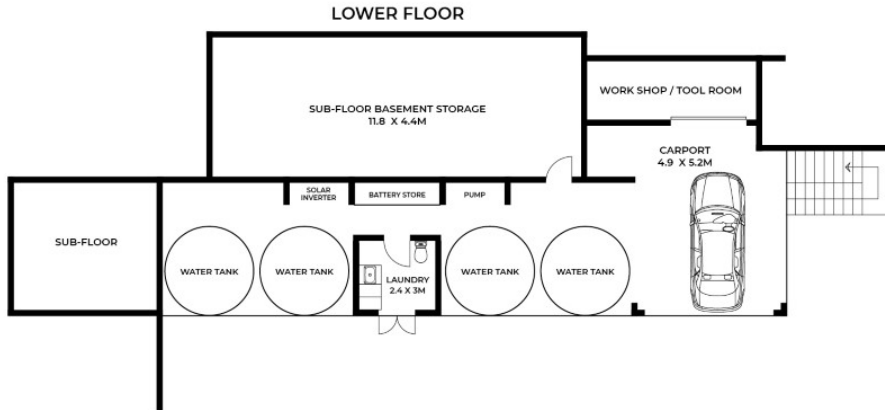 LOWER FLOOR
SUB-FLOOR BASEMENT STORAGE
11.8 X 4.4M
WORK SHOP / TOOL ROOM
CARPORT
4.9 X 5.2M
SOLAR
INVERTER
BATTERY STORE
PUMP
SUB-FLOOR
WATER TANK
WATER TANK
LAUNDRY
2.4 X 3M
WATER TANK
WATER TANK